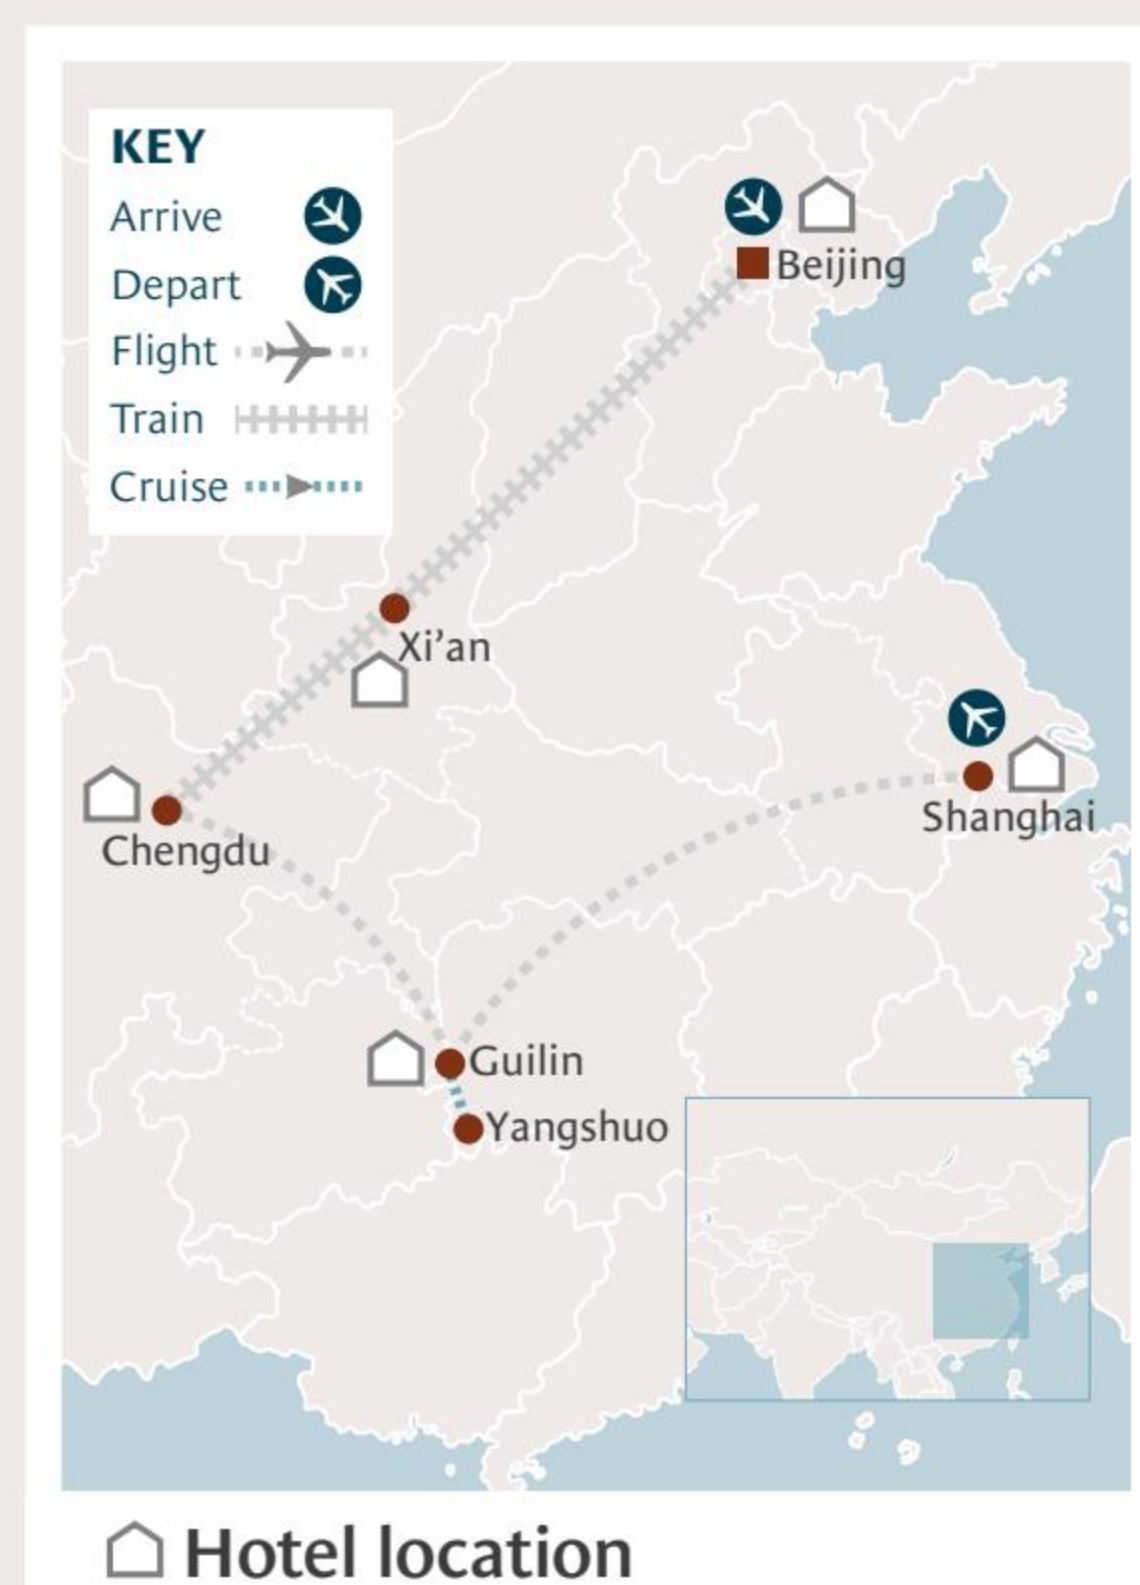 KEY
Arrive
Depart
Flight
Train
Cruise
Beijing
Xi’an
Shanghai
Chengdu
Guilin
Yangshuo
Hotel location